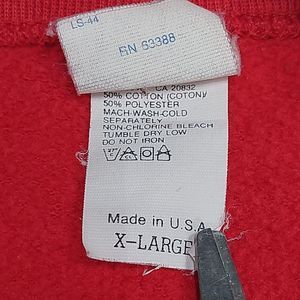 LS-44
RN 53388
CA 20832
50% COTTON (COTON)/
50% POLYESTER
MACH-WASH-COLD
SEPARATELY
NON-CHLORINE BLEACH
TUMBLE DRY LOW
DO NOT IRON
Made in U.S.A.
X-LARGE